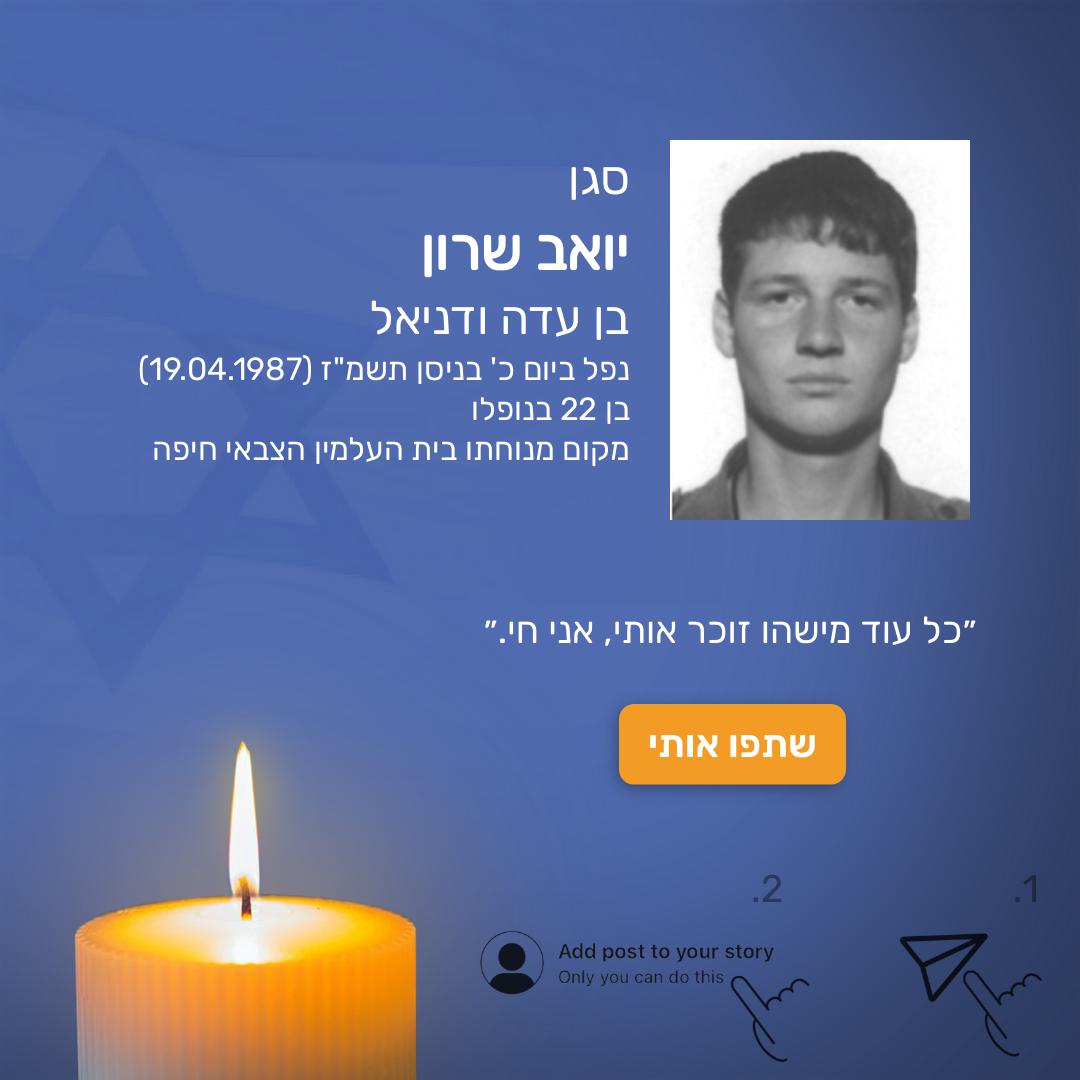 סגן
יואב שרון
בן עדה ודניאל
נפל ביום כ' בניסן תשמ"ז (19.04.1987)
בן 22 בנופלו
מקום מנוחתו בית העלמין הצבאי חיפה
״כל עוד מישהו זוכר אותי, אני חי.״
שתפו אותי
1.
2.
Add post to your story
Only you can do this